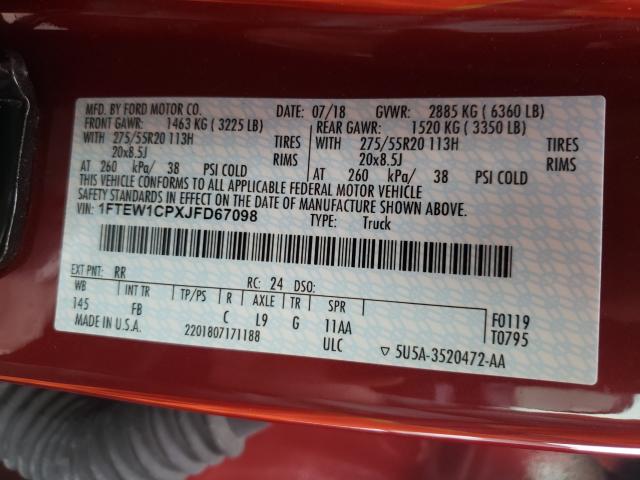 MFD. BY FORD MOTOR CO. DATE: 07/18 GVWR: 2885 KG ( 6360 LB)
FRONT GAWR: 1463 KG ( 3225 LB) REAR GAWR: 1520 KG ( 3350 LB)
WITH 275/55R20 113H TIRES WITH 275/55R20 113H TIRES
20x8.5J RIMS 20x8.5J RIMS
AT 260 kPa/ 38 PSI COLD AT 260 kPa/ 38 PSI COLD
THIS VEHICLE CONFORMS TO ALL APPLICABLE FEDERAL MOTOR VEHICLE
SAFETY STANDARDS IN EFFECT ON THE DATE OF MANUFACTURE SHOWN ABOVE.
VIN: 1FTEW1CPXJFD67098 TYPE: Truck
EXT PNT: RR RC: 24 DSO:
WB INT TR TP/PS R AXLE TR SPR
145 FB C L9 G 11AA F0119
ULC T0795
MADE IN U.S.A. 2201807171188 5U5A-3520472-AA